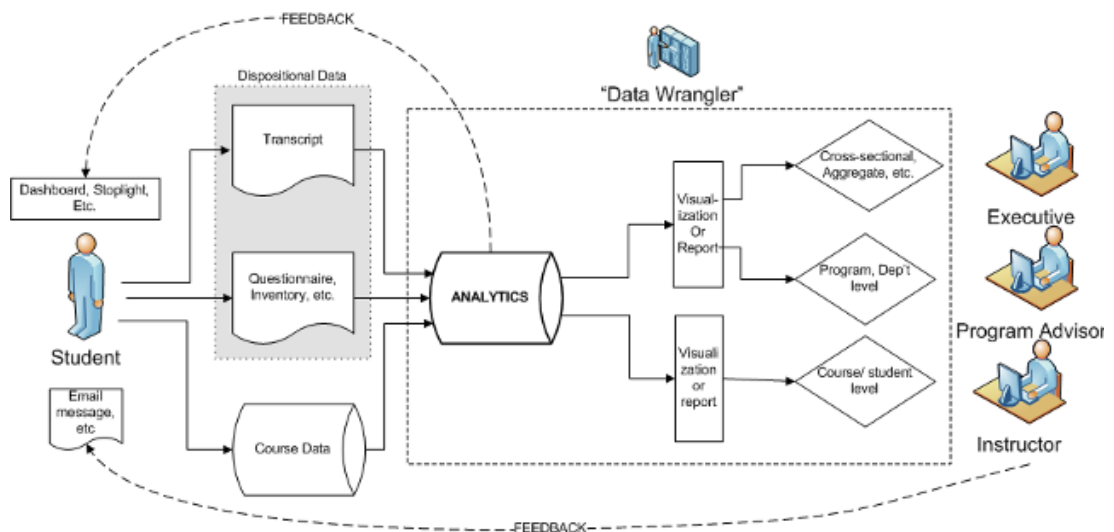 FEEDBACK
Dispositional Data
"Data Wrangler"
Transcript
Cross-sectional,
Aggregate, etc.
Dashboard, Stoplight,
Etc.
Visual-
ization
Or
Report
Executive
Questionnaire,
Inventory, etc.
ANALYTICS
Program, Dep't
level
Student
Program Advisor
Visuali
zation
or
report
Course/ student
level
Email
message,
etc
Course Data
Instructor
FEEDBACK